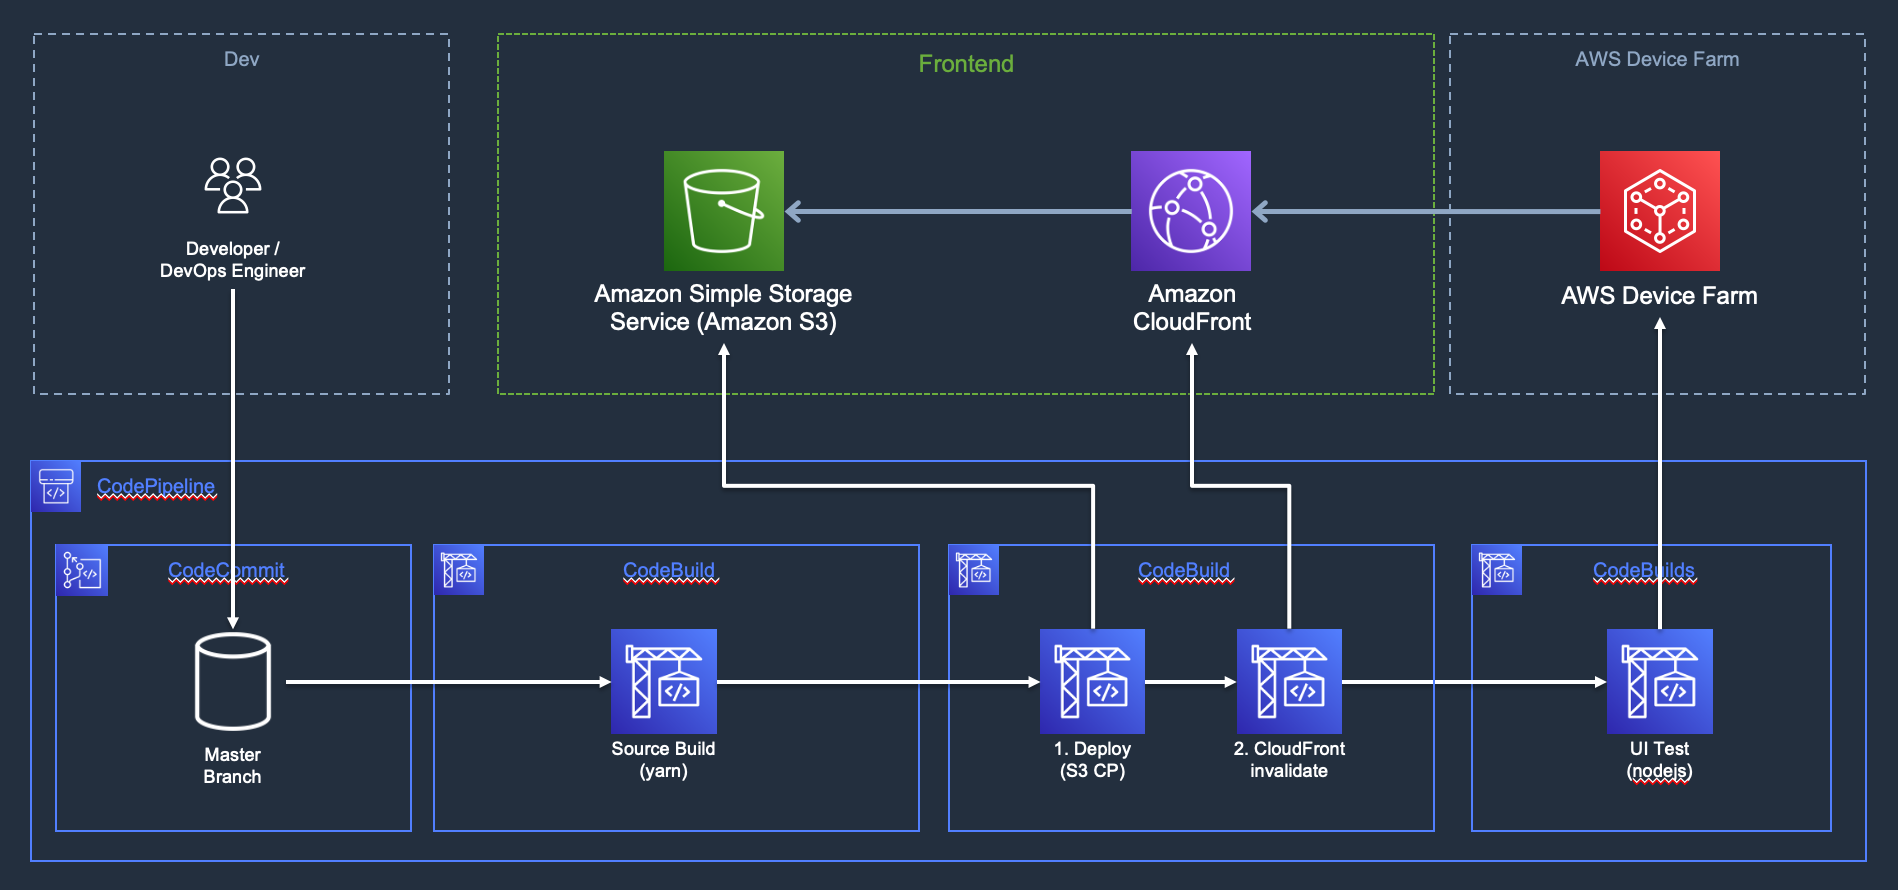 Dev
Frontend
AWS Device Farm
Developer /
DevOps Engineer
Amazon Simple Storage
Service (Amazon S3)
Amazon
CloudFront
AWS Device Farm
CodePipeline
CodeCommit
CodeBuild
CodeBuild
CodeBuilds
Master
Branch
Source Build
(yarn)
1. Deploy
(S3 CP)
2. CloudFront
invalidate
UI Test
(nodejs)